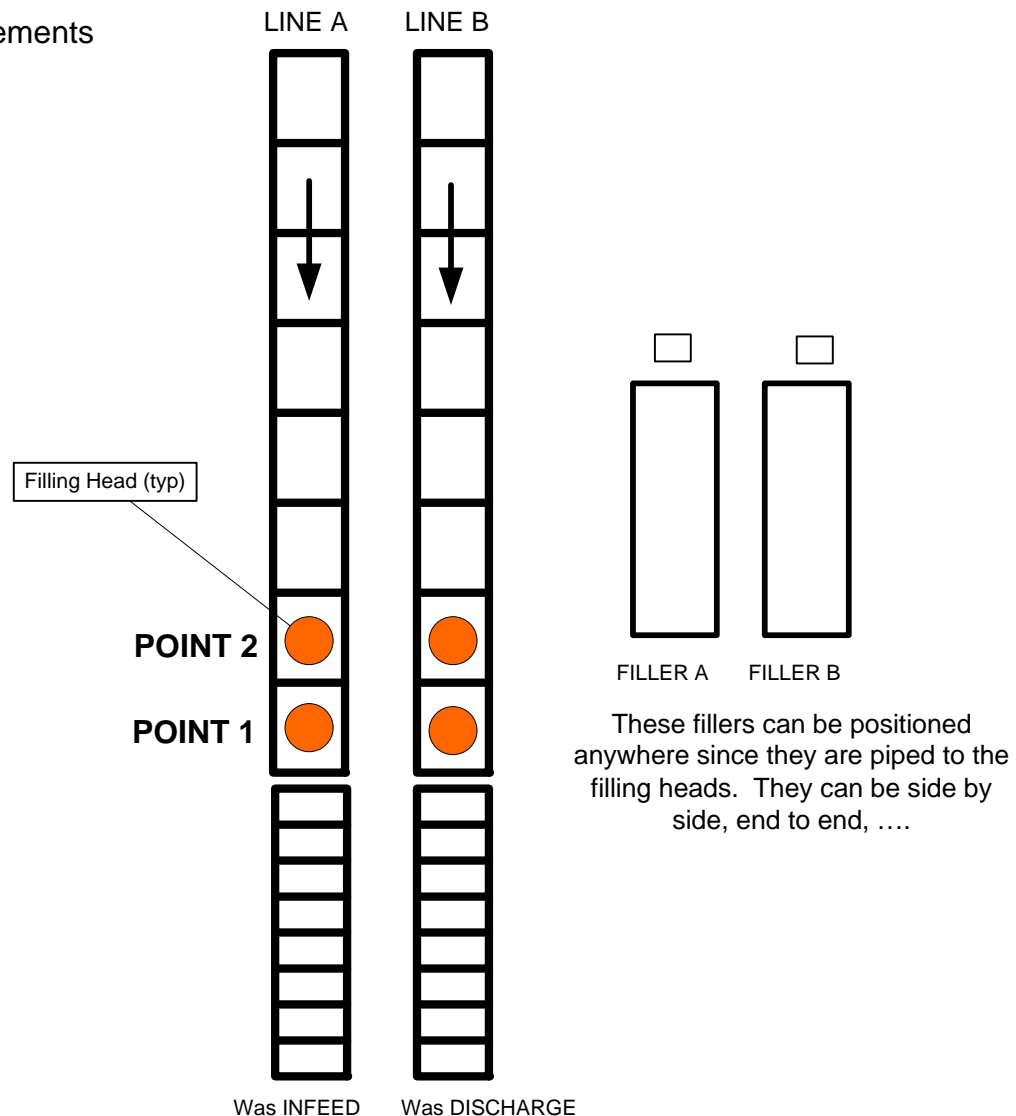 LINE A
LINE B
Filling Head (typ)
POINT 2
POINT 1
FILLER A
FILLER B
These fillers can be positioned
anywhere since they are piped to the
filling heads.  They can be side by
side, end to end, ….
Was INFEED
Was DISCHARGE